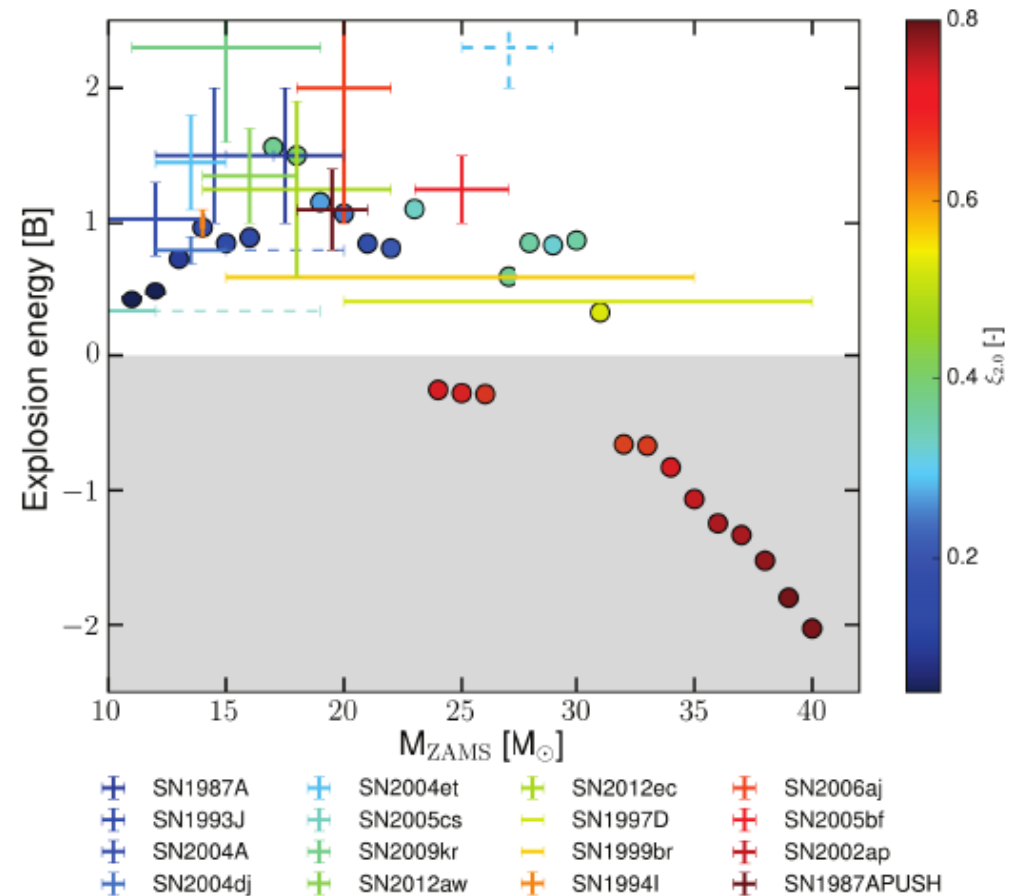 Explosion energy [B]
2
1
0
−1
−2
10 15 20 25 30 35 40
M_ZAMS [M_⊙]
0.8
0.6
0.4
0.2
ξ_2.0 [-]
SN1987A SN2004et SN2012ec SN2006aj
SN1993J SN2005cs SN1997D SN2005bf
SN2004A SN2009kr SN1999br SN2002ap
SN2004dj SN2012aw SN1994I SN1987APUSH